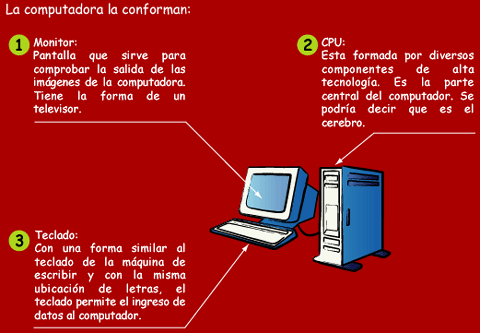 La computadora la conforman:
1 Monitor:
Pantalla que sirve para
comprobar la salida de las
imágenes de la computadora.
Tiene la forma de un
televisor.
2 CPU:
Esta formada por diversos
componentes de alta
tecnología. Es la parte
central del computador. Se
podría decir que es el
cerebro.
3 Teclado:
Con una forma similar al
teclado de la máquina de
escribir y con la misma
ubicación de letras, el
teclado permite el ingreso de
datos al computador.